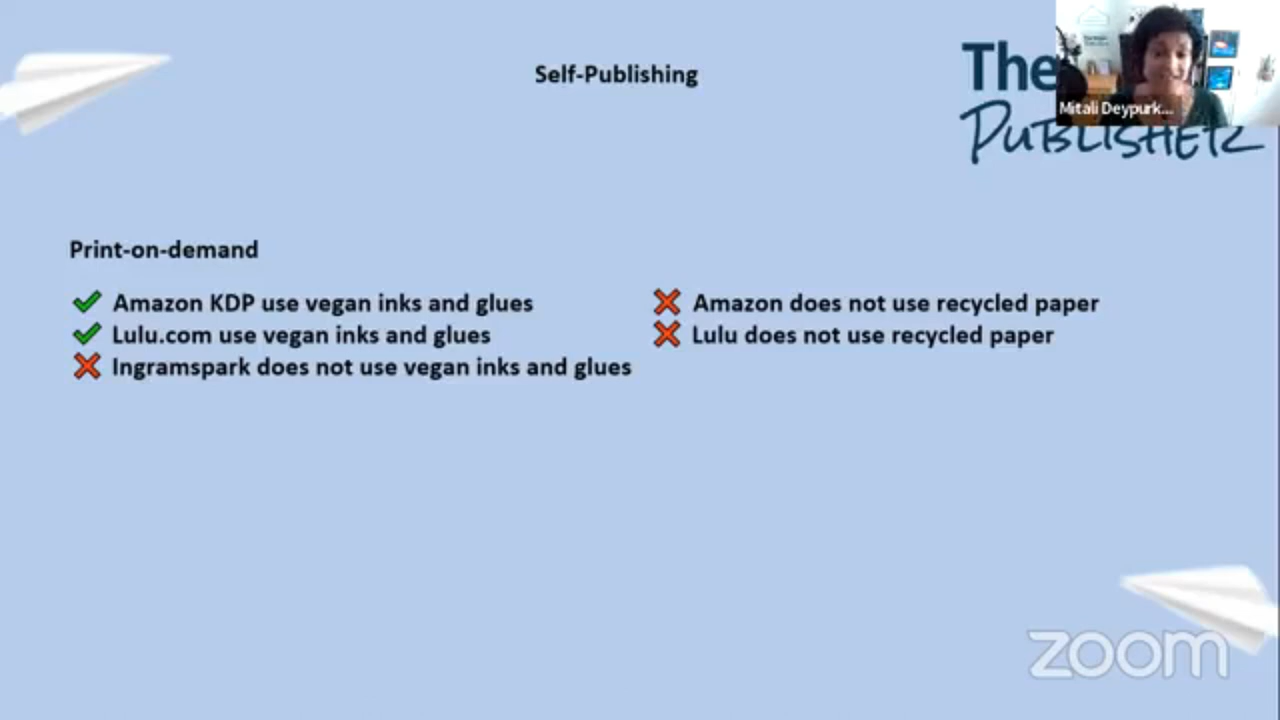 Self-Publishing
The
PUBLISHER
Mitali Deypurk...
Print-on-demand
Amazon KDP use vegan inks and glues
Lulu.com use vegan inks and glues
Ingramspark does not use vegan inks and glues
Amazon does not use recycled paper
Lulu does not use recycled paper
zoom